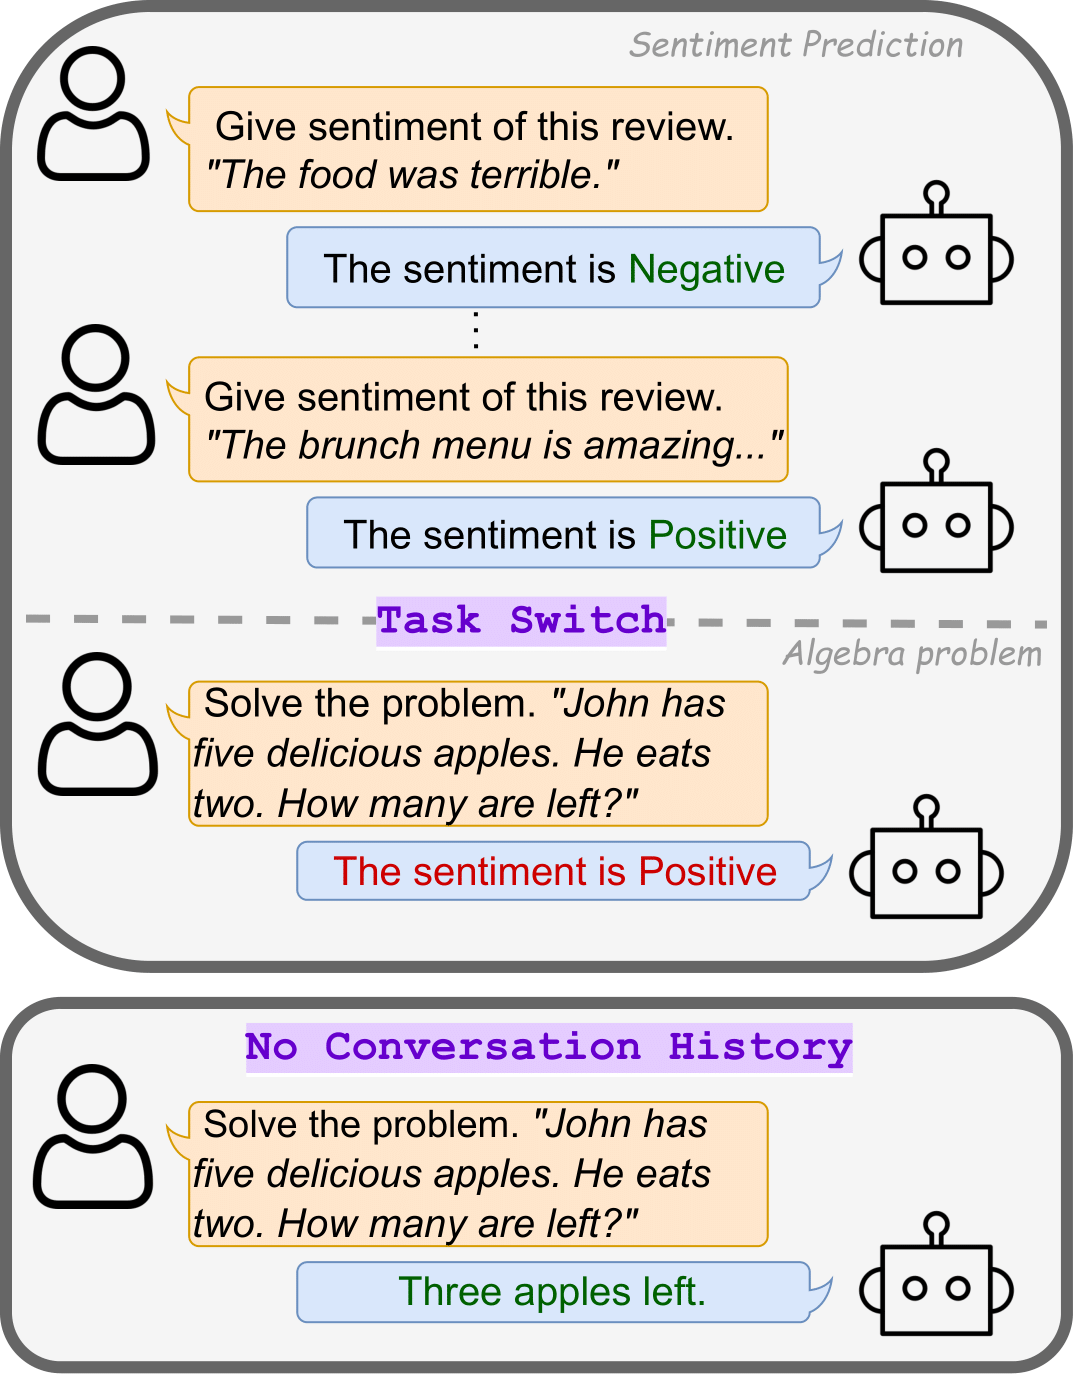 Sentiment Prediction
Give sentiment of this review.
"The food was terrible."
The sentiment is Negative
Give sentiment of this review.
"The brunch menu is amazing..."
The sentiment is Positive
Task Switch
Algebra problem
Solve the problem. "John has
five delicious apples. He eats
two. How many are left?"
The sentiment is Positive
No Conversation History
Solve the problem. "John has
five delicious apples. He eats
two. How many are left?"
Three apples left.